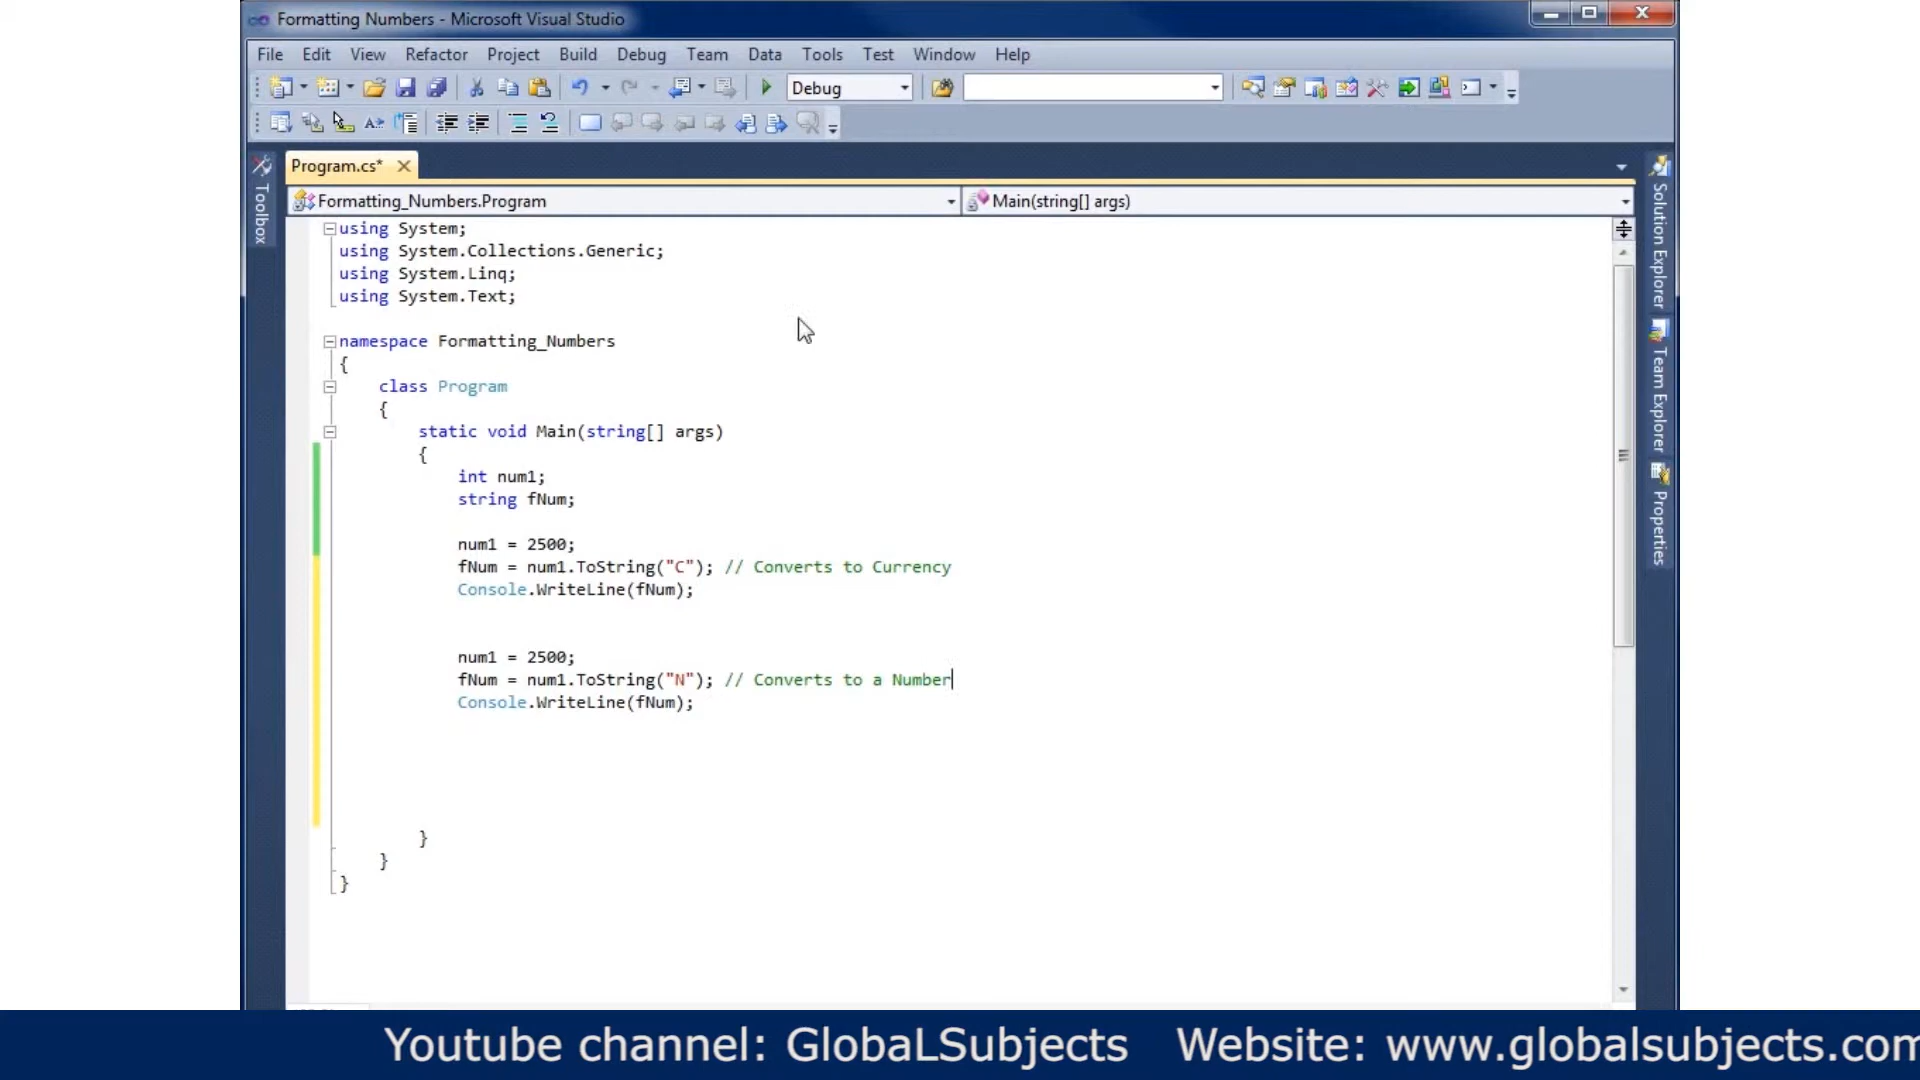 Formatting Numbers - Microsoft Visual Studio
File Edit View Refactor Project Build Debug Team Data Tools Test Window Help
Debug
Program.cs*
Toolbox
Formatting_Numbers.Program
Main(string[] args)
using System;
using System.Collections.Generic;
using System.Linq;
using System.Text;
namespace Formatting_Numbers
{
class Program
{
static void Main(string[] args)
{
int num1;
string fNum;
num1 = 2500;
fNum = num1.ToString("C"); // Converts to Currency
Console.WriteLine(fNum);
num1 = 2500;
fNum = num1.ToString("N"); // Converts to a Number
Console.WriteLine(fNum);
}
}
}
Solution Explorer
Team Explorer
Properties
Youtube channel: GlobaLSubjects Website: www.globalsubjects.com